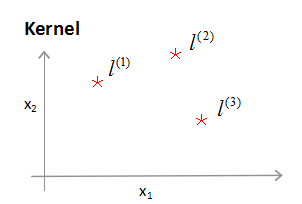 Kernel
l⁽²⁾
l⁽¹⁾
x₂
l⁽³⁾
x₁